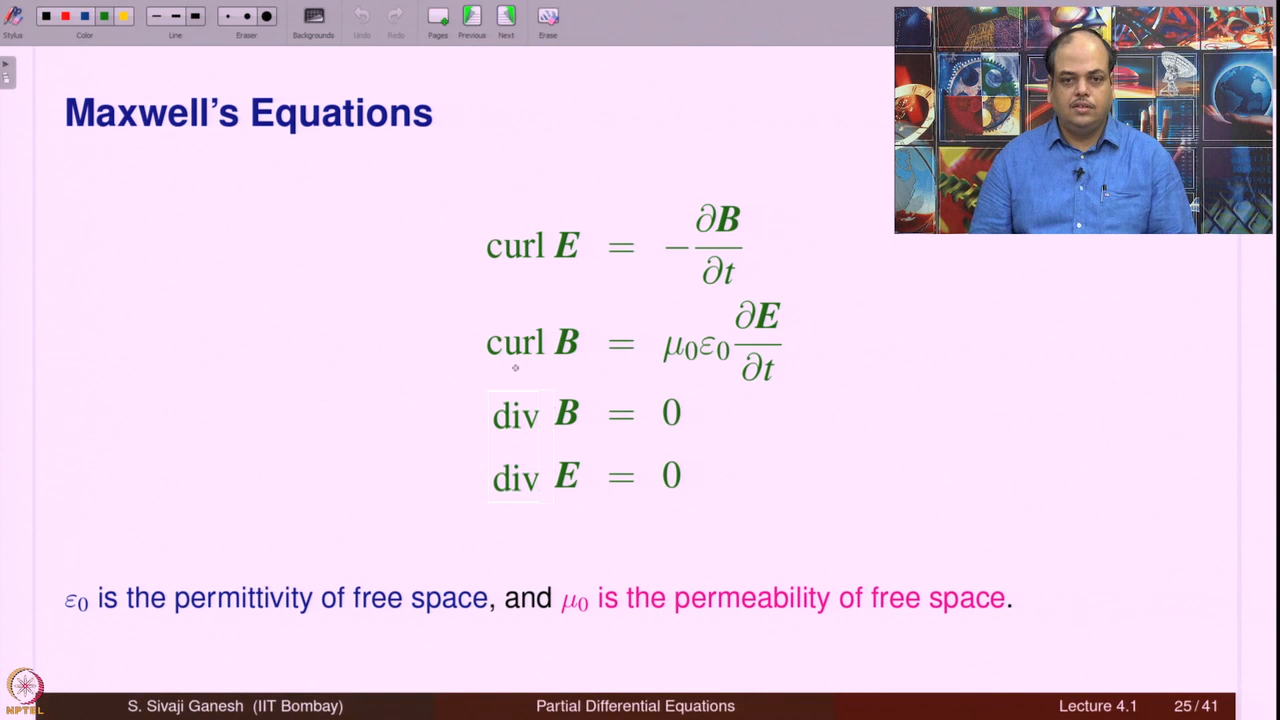 Stylus Color Line Eraser Backgrounds Undo Redo Pages Previous Next Erase
Maxwell's Equations
curl E = −∂B/∂t
curl B = μ₀ε₀ ∂E/∂t
div B = 0
div E = 0
ε₀ is the permittivity of free space, and μ₀ is the permeability of free space.
NPTEL
S. Sivaji Ganesh (IIT Bombay) Partial Differential Equations Lecture 4.1 25/41